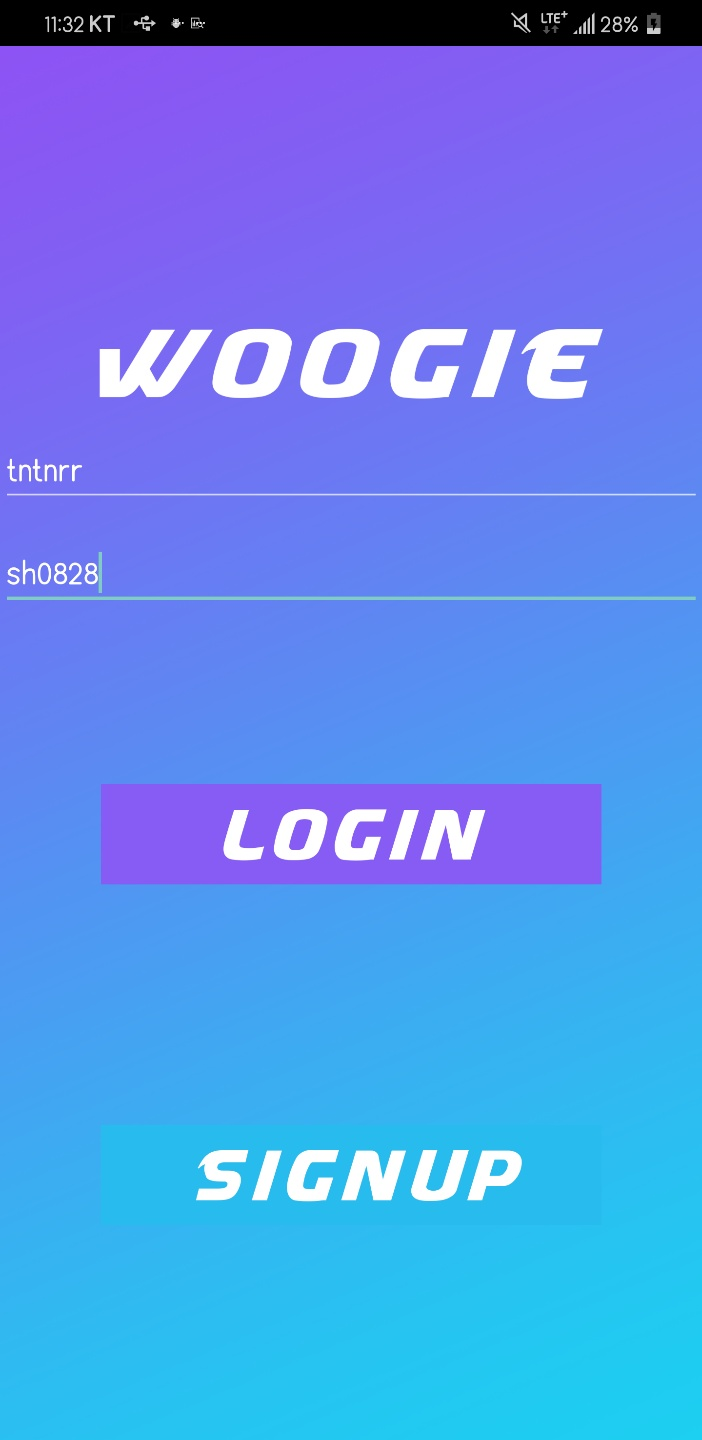 11:32 KT LTE+ 28%
WOOGIE
tntnrr
sh0828
LOGIN
SIGNUP